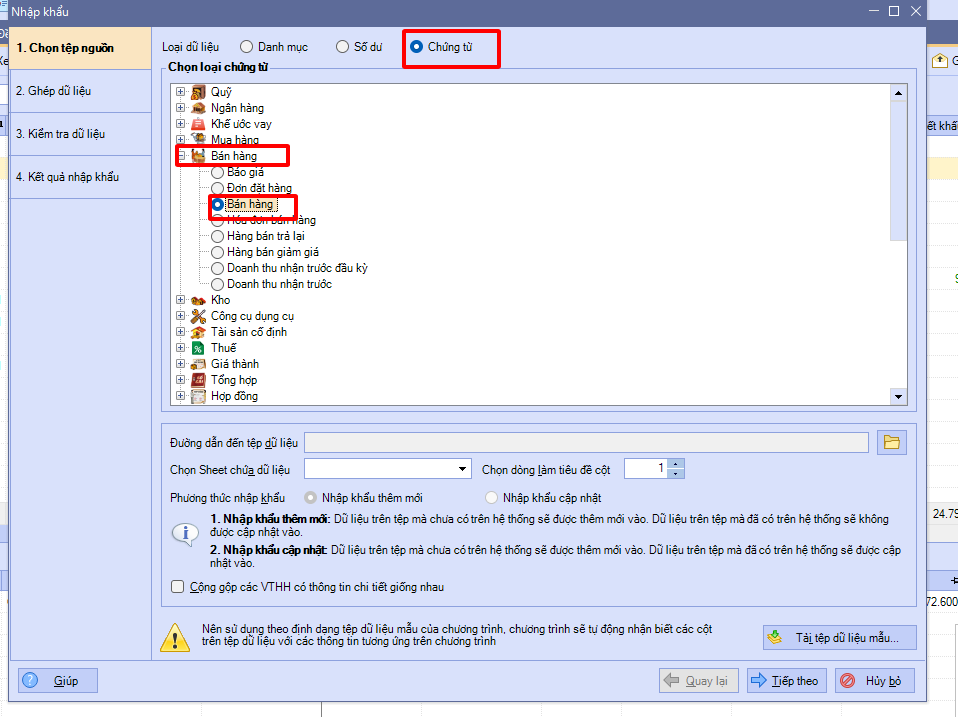 Nhập khẩu
1. Chọn tệp nguồn
2. Ghép dữ liệu
3. Kiểm tra dữ liệu
4. Kết quả nhập khẩu
Loại dữ liệu Danh mục Số dư Chứng từ
Chọn loại chứng từ
Quỹ
Ngân hàng
Khế ước vay
Mua hàng
Bán hàng
Báo giá
Đơn đặt hàng
Bán hàng
Hóa đơn bán hàng
Hàng bán trả lại
Hàng bán giảm giá
Doanh thu nhận trước đầu kỳ
Doanh thu nhận trước
Kho
Công cụ dụng cụ
Tài sản cố định
Thuế
Giá thành
Tổng hợp
Hợp đồng
Đường dẫn đến tệp dữ liệu
Chọn Sheet chứa dữ liệu Chọn dòng làm tiêu đề cột 1
Phương thức nhập khẩu Nhập khẩu thêm mới Nhập khẩu cập nhật
1. Nhập khẩu thêm mới: Dữ liệu trên tệp mà chưa có trên hệ thống sẽ được thêm mới vào. Dữ liệu trên tệp mà đã có trên hệ thống sẽ không
được cập nhật vào.
2. Nhập khẩu cập nhật: Dữ liệu trên tệp mà chưa có trên hệ thống sẽ được thêm mới vào. Dữ liệu trên tệp mà đã có trên hệ thống sẽ được cập
nhật vào.
Cộng gộp các VTHH có thông tin chi tiết giống nhau
Nên sử dụng theo định dạng tệp dữ liệu mẫu của chương trình, chương trình sẽ tự động nhận biết các cột
trên tệp dữ liệu với các thông tin tương ứng trên chương trình
Tải tệp dữ liệu mẫu...
Giúp Quay lại Tiếp theo Hủy bỏ
ết khẩ
24.79
72.600